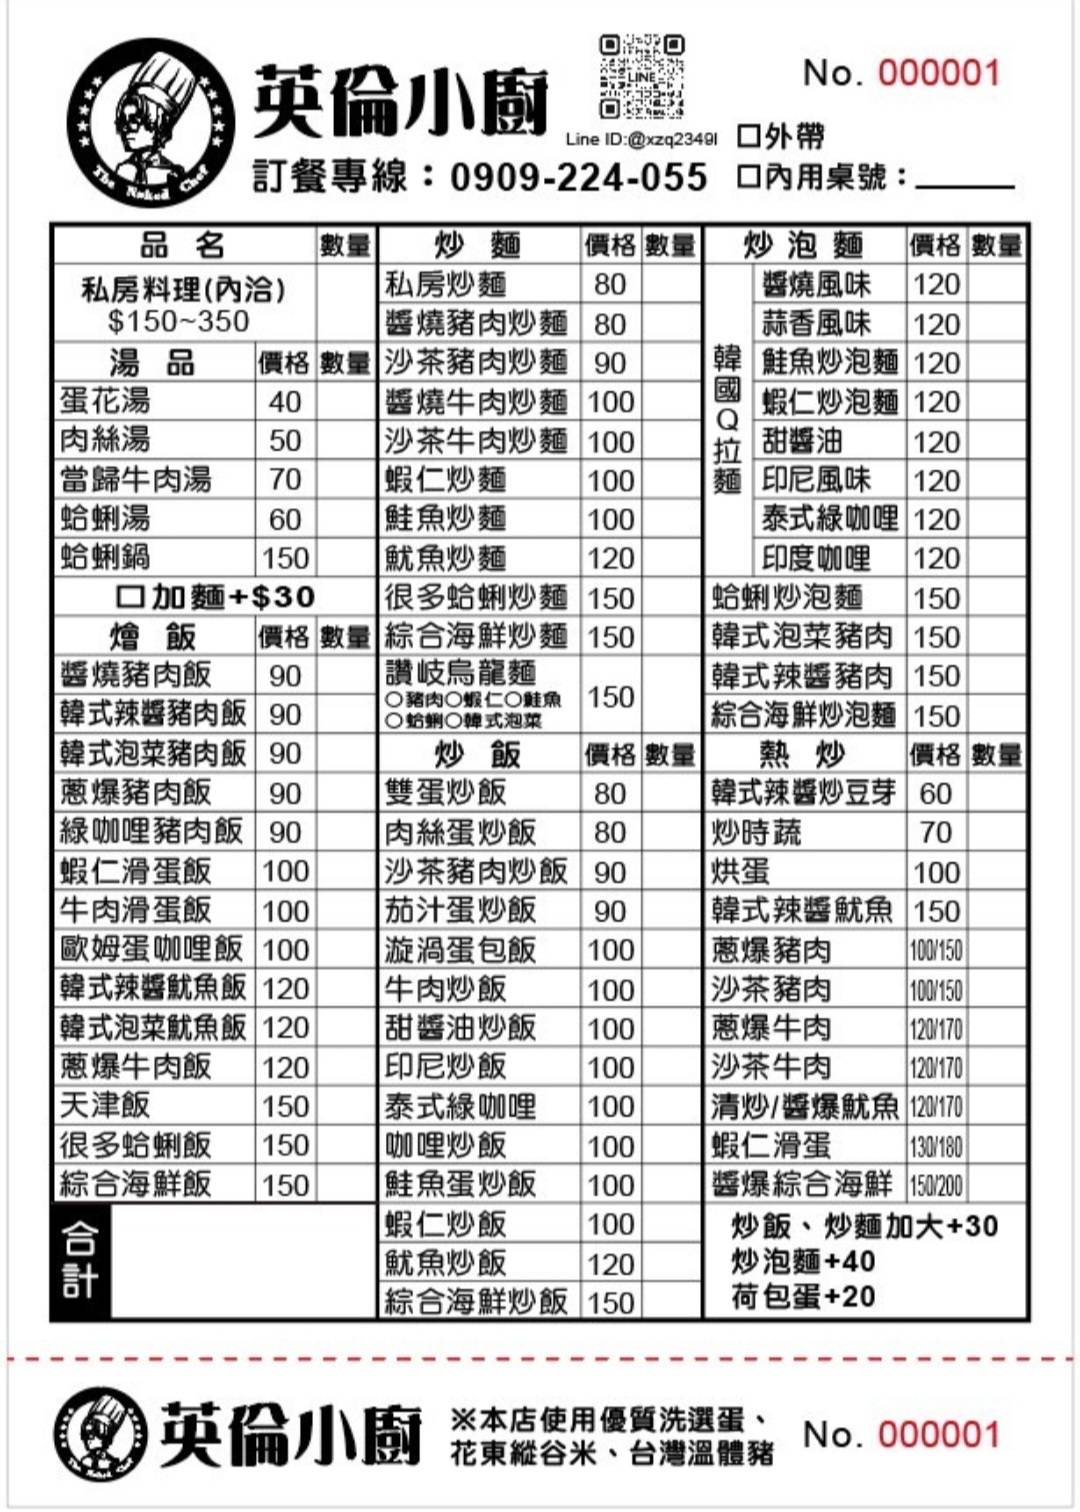 英倫小廚
LINE
No. 000001
Line ID:@xzq2349l
口外帶
訂餐專線：0909-224-055
口內用桌號：
The Naked Chef
品名 數量
私房料理(內洽)
$150~350
湯品 價格 數量
蛋花湯 40
肉絲湯 50
當歸牛肉湯 70
蛤蜊湯 60
蛤蜊鍋 150
口加麵+$30
燴飯 價格 數量
醬燒豬肉飯 90
韓式辣醬豬肉飯 90
韓式泡菜豬肉飯 90
蔥爆豬肉飯 90
綠咖哩豬肉飯 90
蝦仁滑蛋飯 100
牛肉滑蛋飯 100
歐姆蛋咖哩飯 100
韓式辣醬魷魚飯 120
韓式泡菜魷魚飯 120
蔥爆牛肉飯 120
天津飯 150
很多蛤蜊飯 150
綜合海鮮飯 150
合計
炒麵 價格 數量
私房炒麵 80
醬燒豬肉炒麵 80
沙茶豬肉炒麵 90
醬燒牛肉炒麵 100
沙茶牛肉炒麵 100
蝦仁炒麵 100
鮭魚炒麵 100
魷魚炒麵 120
很多蛤蜊炒麵 150
綜合海鮮炒麵 150
讚岐烏龍麵 150
○豬肉○蝦仁○鮭魚
○蛤蜊○韓式泡菜
炒飯 價格 數量
雙蛋炒飯 80
肉絲蛋炒飯 80
沙茶豬肉炒飯 90
茄汁蛋炒飯 90
漩渦蛋包飯 100
牛肉炒飯 100
甜醬油炒飯 100
印尼炒飯 100
泰式綠咖哩 100
咖哩炒飯 100
鮭魚蛋炒飯 100
蝦仁炒飯 100
魷魚炒飯 120
綜合海鮮炒飯 150
炒泡麵 價格 數量
韓國Q拉麵
醬燒風味 120
蒜香風味 120
鮭魚炒泡麵 120
蝦仁炒泡麵 120
甜醬油 120
印尼風味 120
泰式綠咖哩 120
印度咖哩 120
蛤蜊炒泡麵 150
韓式泡菜豬肉 150
韓式辣醬豬肉 150
綜合海鮮炒泡麵 150
熱炒 價格 數量
韓式辣醬炒豆芽 60
炒時蔬 70
烘蛋 100
韓式辣醬魷魚 150
蔥爆豬肉 100/150
沙茶豬肉 100/150
蔥爆牛肉 120/170
沙茶牛肉 120/170
清炒/醬爆魷魚 120/170
蝦仁滑蛋 130/180
醬爆綜合海鮮 150/200
炒飯、炒麵加大+30
炒泡麵+40
荷包蛋+20
The Naked Chef
英倫小廚
※本店使用優質洗選蛋、
花東縱谷米、台灣溫體豬
No. 000001